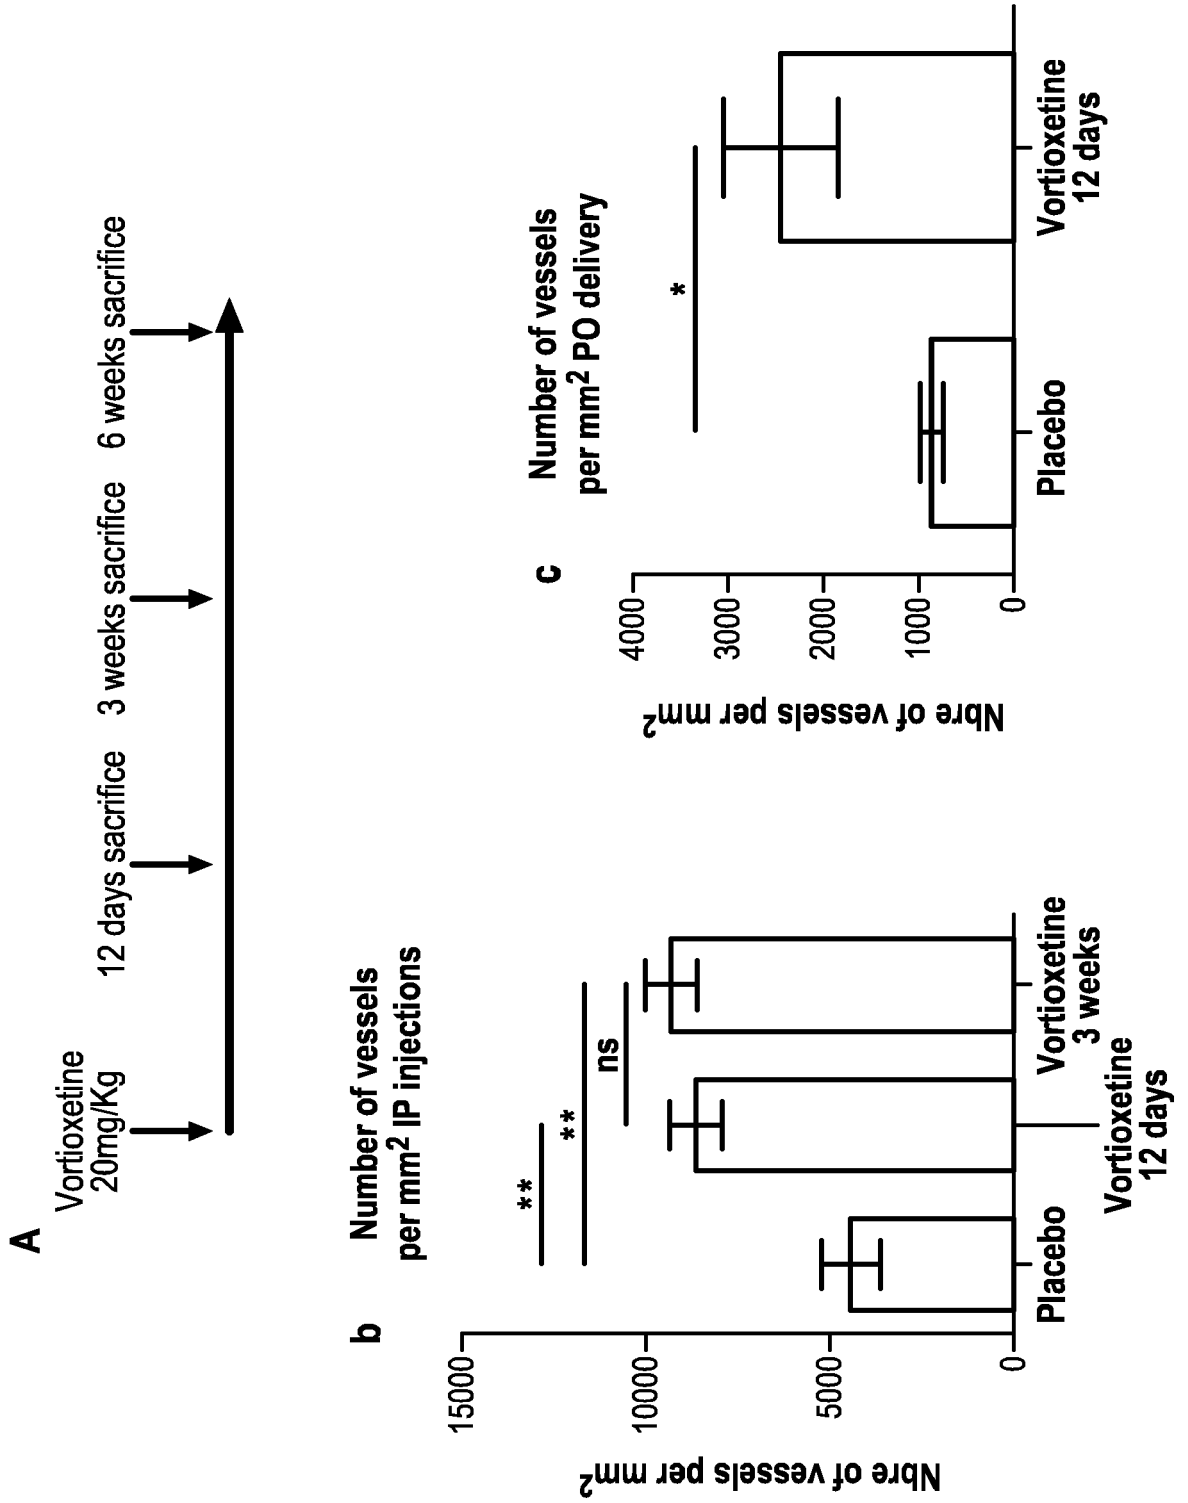 A
Vortioxetine
20mg/Kg
12 days sacrifice
3 weeks sacrifice
6 weeks sacrifice
b
Number of vessels
per mm² IP injections
Nbre of vessels per mm²
15000
10000
5000
0
**
**
ns
Placebo
Vortioxetine
12 days
Vortioxetine
3 weeks
c
Number of vessels
per mm² PO delivery
Nbre of vessels per mm²
4000
3000
2000
1000
0
*
Placebo
Vortioxetine
12 days